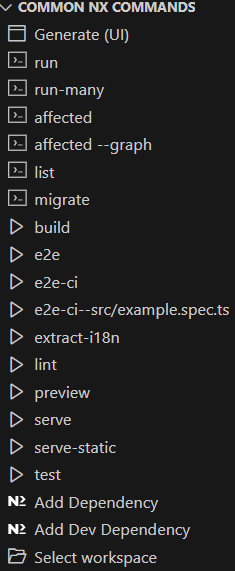 COMMON NX COMMANDS
Generate (UI)
run
run-many
affected
affected --graph
list
migrate
build
e2e
e2e-ci
e2e-ci--src/example.spec.ts
extract-i18n
lint
preview
serve
serve-static
test
Add Dependency
Add Dev Dependency
Select workspace